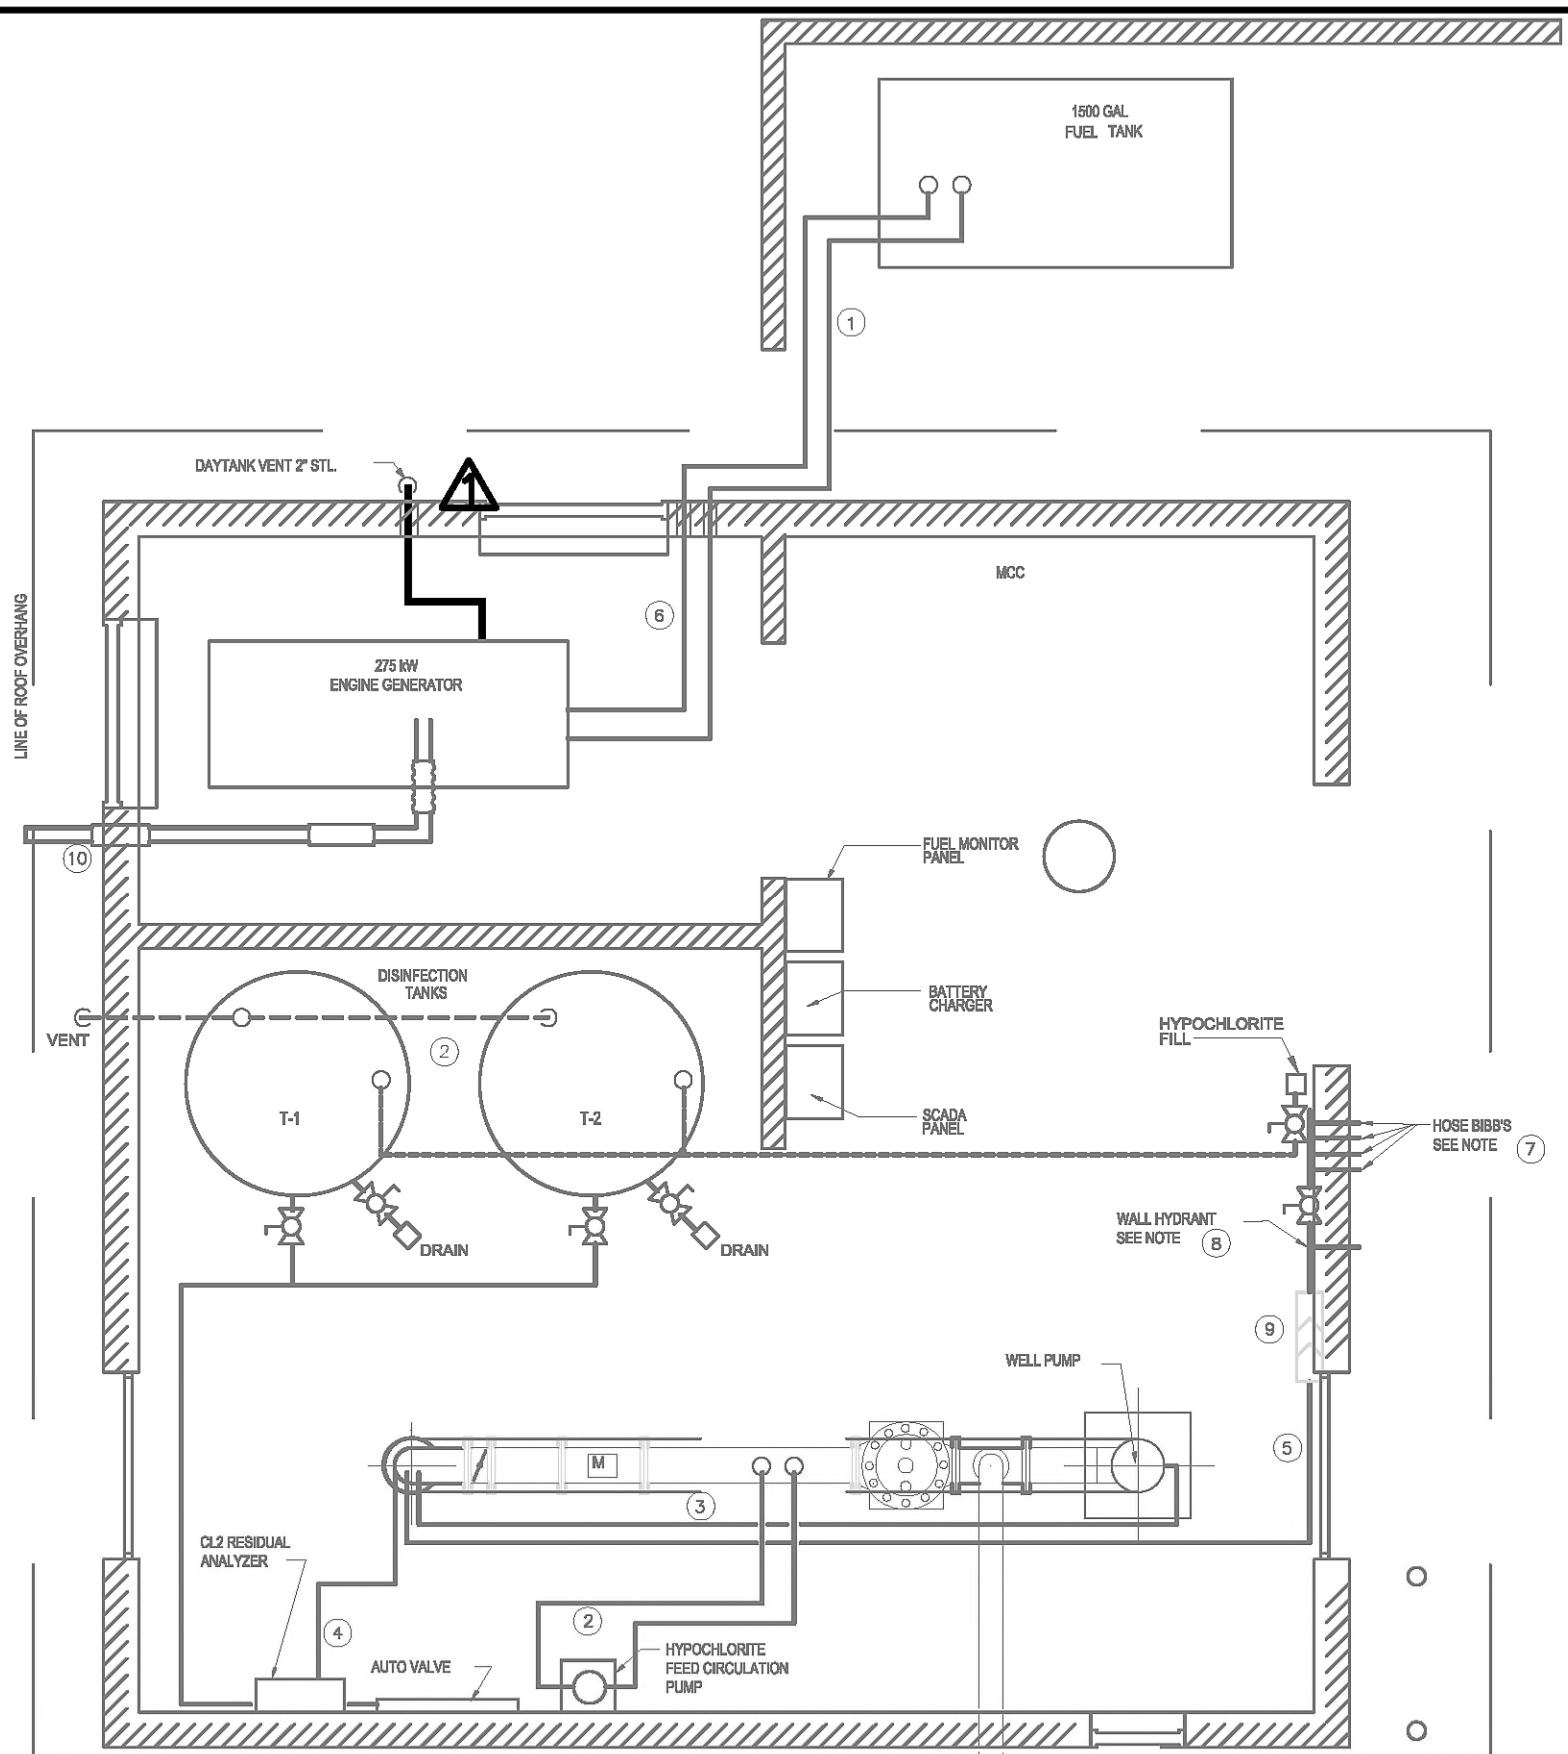 1500 GAL
FUEL TANK
1
DAYTANK VENT 2" STL.
1
LINE OF ROOF OVERHANG
MCC
6
275 kW
ENGINE GENERATOR
10
FUEL MONITOR
PANEL
DISINFECTION
TANKS
BATTERY
CHARGER
VENT
2
HYPOCHLORITE
FILL
T-1
T-2
SCADA
PANEL
HOSE BIBB'S
SEE NOTE
7
WALL HYDRANT
SEE NOTE
8
DRAIN
DRAIN
9
WELL PUMP
5
M
3
CL2 RESIDUAL
ANALYZER
4
2
AUTO VALVE
HYPOCHLORITE
FEED CIRCULATION
PUMP